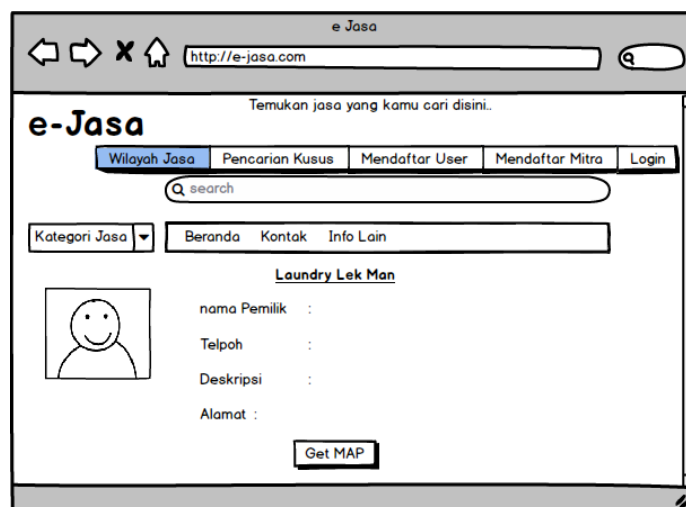 e Jasa
http://e-jasa.com
Temukan jasa yang kamu cari disini..
e-Jasa
Wilayah Jasa Pencarian Kusus Mendaftar User Mendaftar Mitra Login
search
Kategori Jasa Beranda Kontak Info Lain
Laundry Lek Man
nama Pemilik :
Telpoh :
Deskripsi :
Alamat :
Get MAP